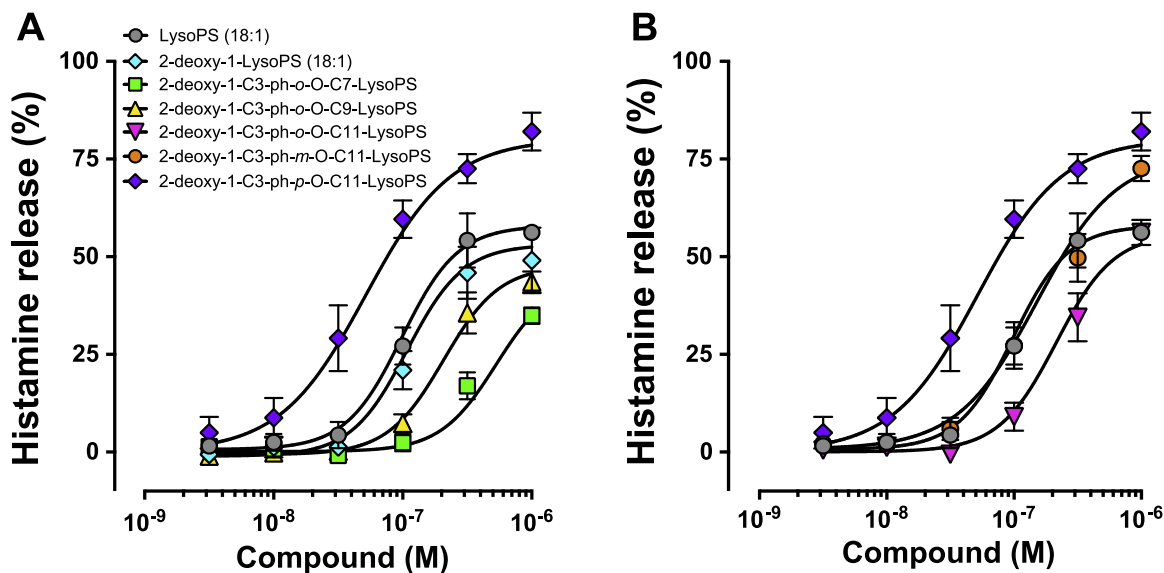 A
LysoPS (18:1)
2-deoxy-1-LysoPS (18:1)
2-deoxy-1-C3-ph-o-O-C7-LysoPS
2-deoxy-1-C3-ph-o-O-C9-LysoPS
2-deoxy-1-C3-ph-o-O-C11-LysoPS
2-deoxy-1-C3-ph-m-O-C11-LysoPS
2-deoxy-1-C3-ph-p-O-C11-LysoPS
Histamine release (%)
100
75
50
25
0
10⁻⁹ 10⁻⁸ 10⁻⁷ 10⁻⁶
Compound (M)
B
Histamine release (%)
100
75
50
25
0
10⁻⁹ 10⁻⁸ 10⁻⁷ 10⁻⁶
Compound (M)